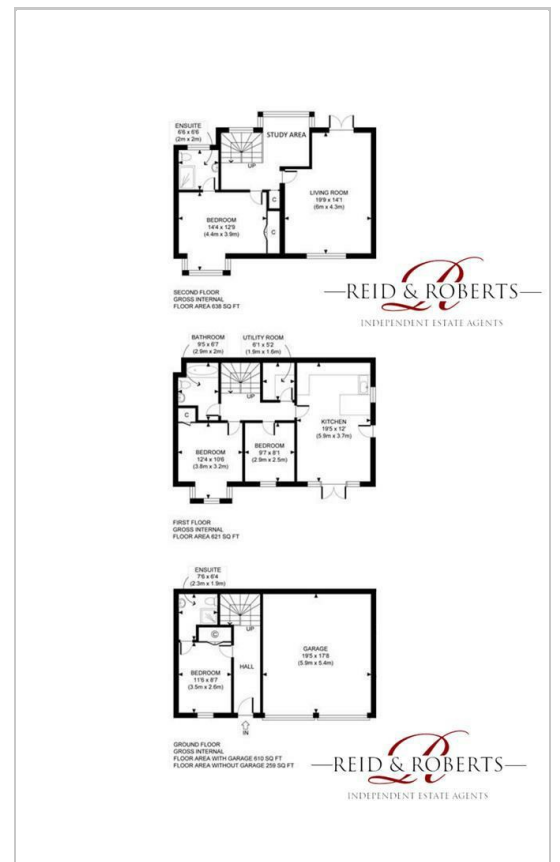 ENSUITE
6'6 x 6'6
(2m x 2m)
STUDY AREA
UP
LIVING ROOM
19'9 x 14'1
(6m x 4.3m)
C
BEDROOM
14'4 x 12'9
(4.4m x 3.9m)
C
SECOND FLOOR
GROSS INTERNAL
FLOOR AREA 638 SQ FT
REID & ROBERTS
R
INDEPENDENT ESTATE AGENTS
BATHROOM
9'5 x 6'7
(2.9m x 2m)
UTILITY ROOM
6'1 x 5'2
(1.9m x 1.6m)
UP
C
KITCHEN
19'5 x 12'
(5.9m x 3.7m)
BEDROOM
12'4 x 10'6
(3.8m x 3.2m)
BEDROOM
9'7 x 8'1
(2.9m x 2.5m)
FIRST FLOOR
GROSS INTERNAL
FLOOR AREA 621 SQ FT
ENSUITE
7'6 x 6'4
(2.3m x 1.9m)
UP
C
GARAGE
19'5 x 17'8
(5.9m x 5.4m)
HALL
BEDROOM
11'6 x 8'7
(3.5m x 2.6m)
IN
GROUND FLOOR
GROSS INTERNAL
FLOOR AREA WITH GARAGE 610 SQ FT
FLOOR AREA WITHOUT GARAGE 259 SQ FT
REID & ROBERTS
R
INDEPENDENT ESTATE AGENTS